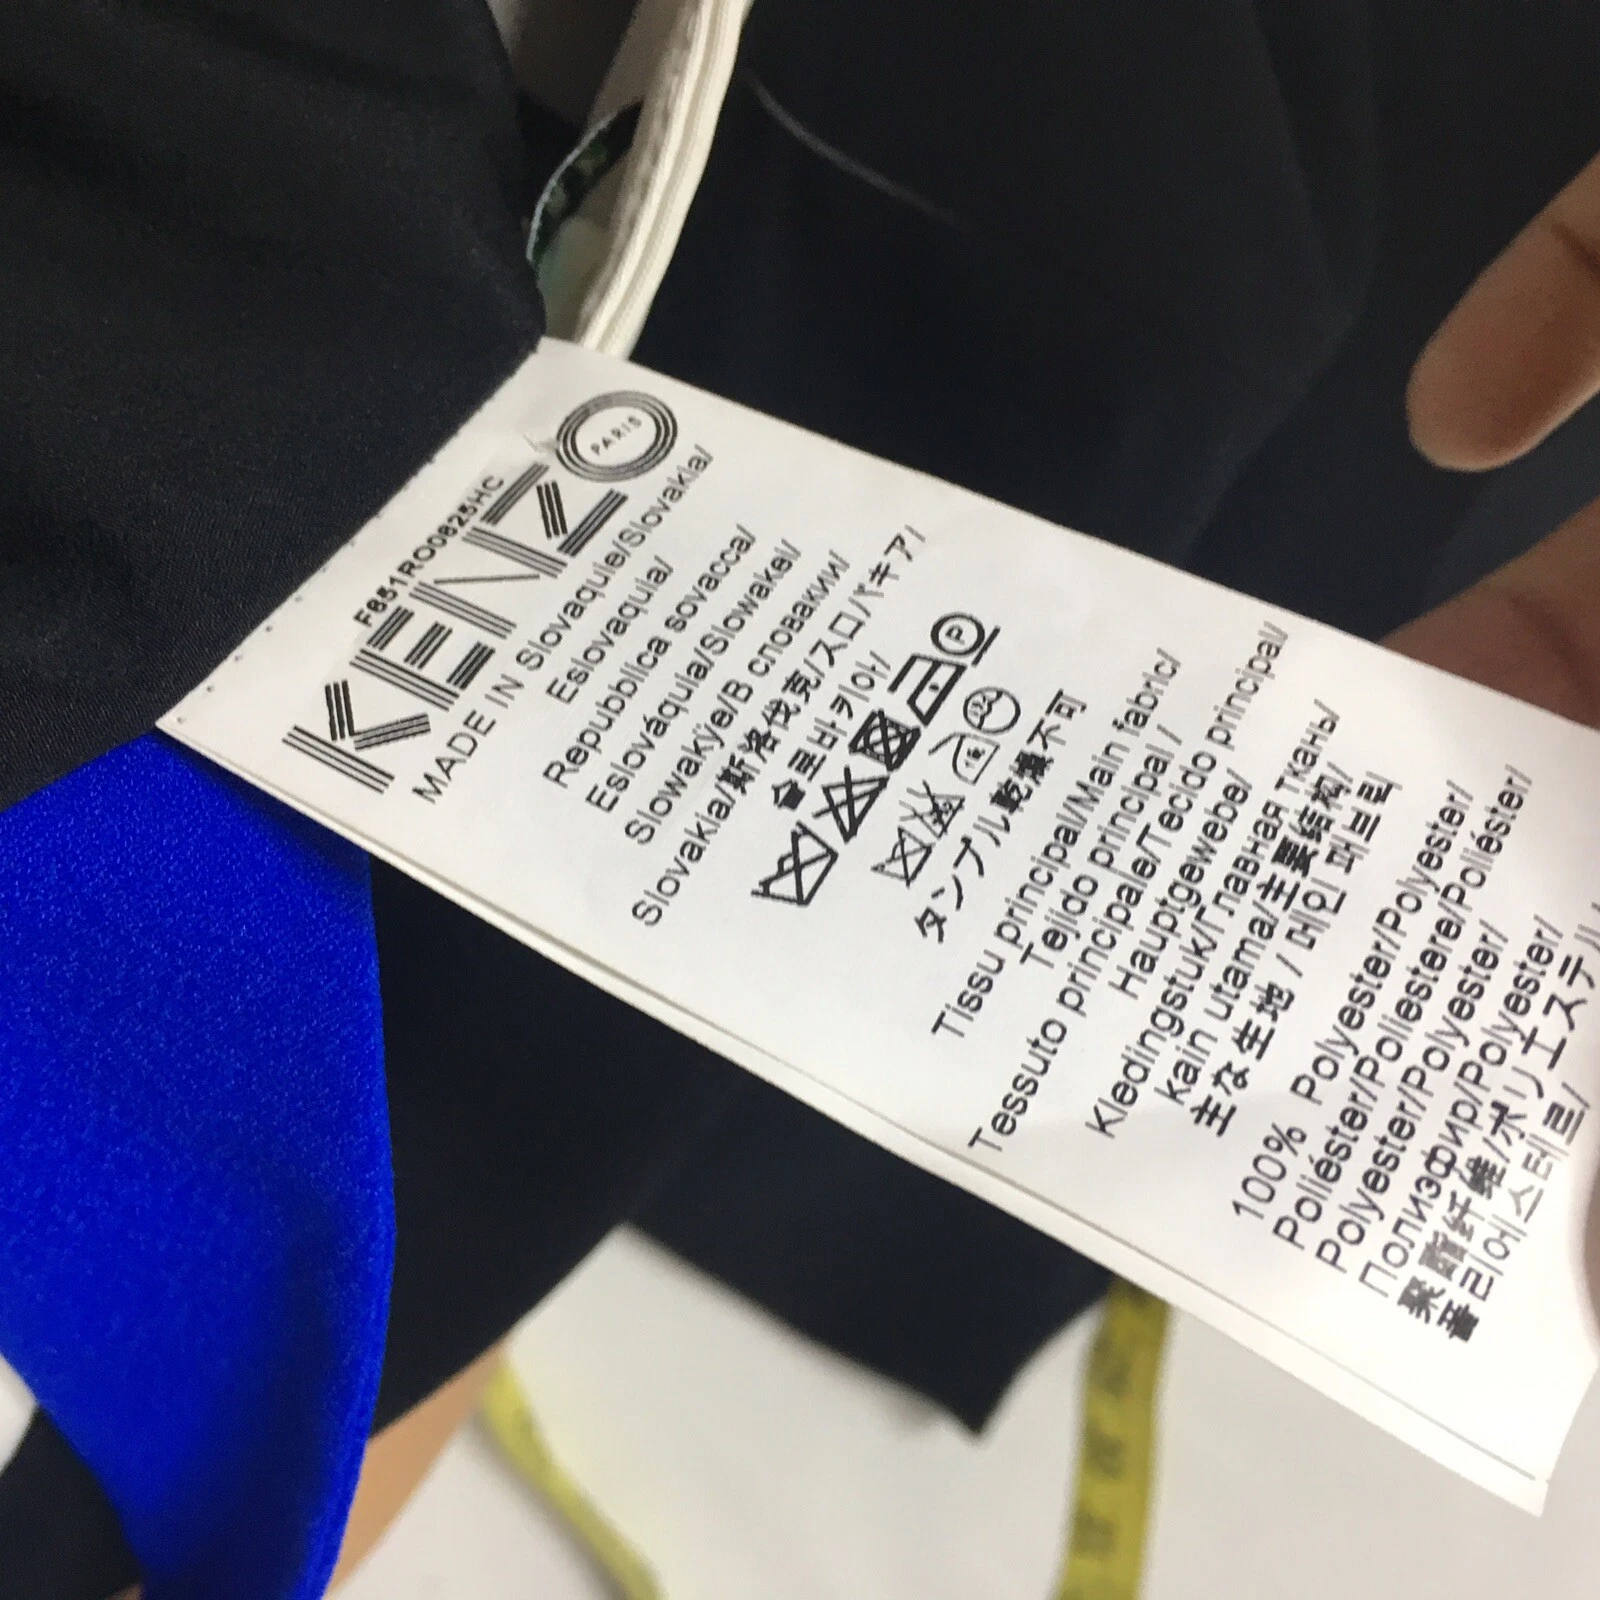 F651RO0625HC
KENZO
PARIS
MADE IN Slovaquie/Slovakia/
Eslovaquia/
Repubblica sovacca/
Eslováquia/Slowakei/
Slowakÿe/В словакии/
Slovakia/斯洛伐克/スロバキア/
슬로바키아/
P
タンブル乾燥不可
Tissu principal/Main fabric/
Tejido principal /
Tessuto principale/Tecido principal/
Hauptgewebe/
Kledingstuk/Главная ткань/
kain utama/主要结构/
主な生地 / 메인 패브릭
100% Polyester/Polyester/
Poliéster/Poliestere/Poliéster/
Polyester/Polyester/
Полиэфир/Polyester/
聚酯纤维/ポリエステル/
폴리에스테르/